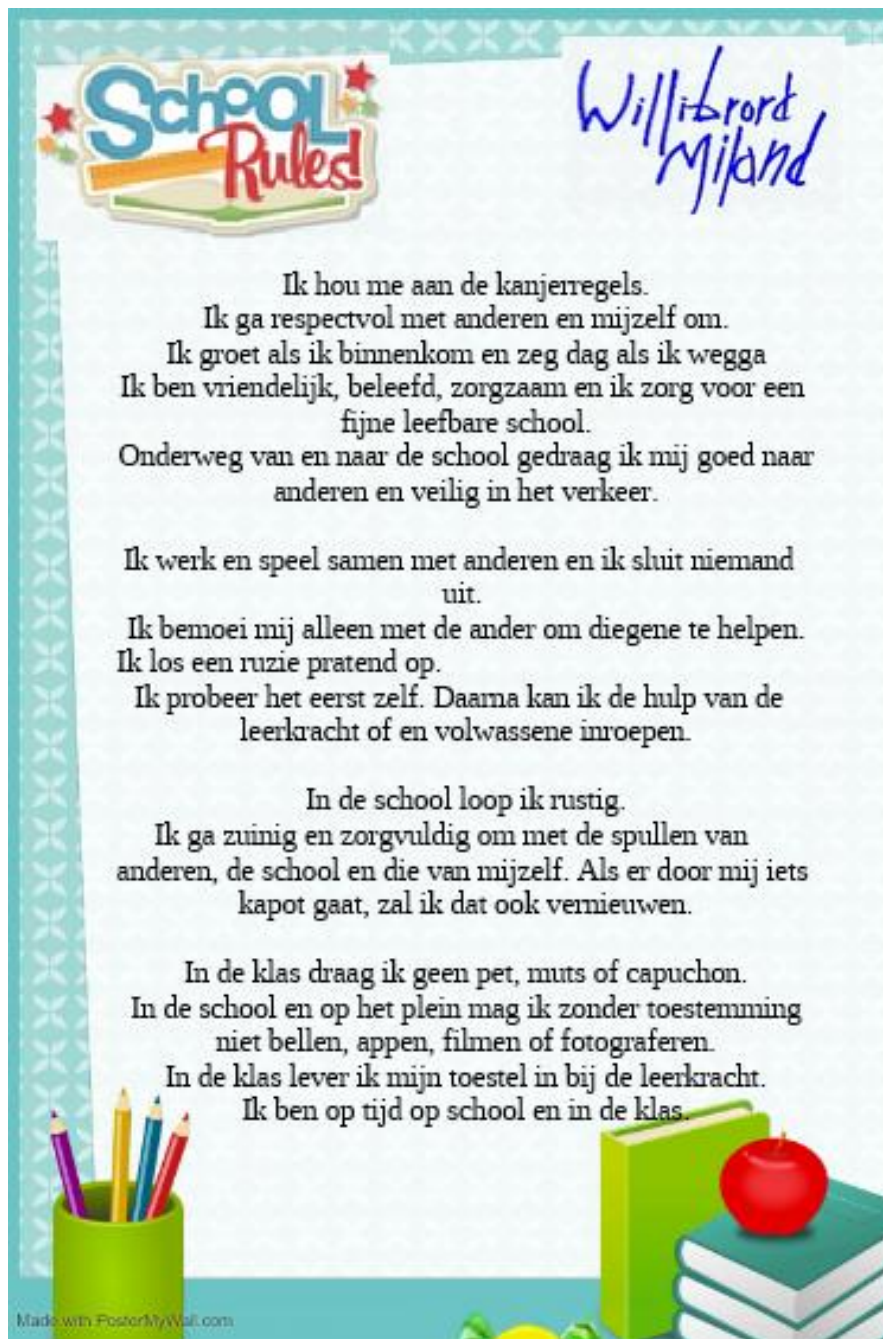 School
Rules!
Willibrord
Miland
Ik hou me aan de kanjerregels.
Ik ga respectvol met anderen en mijzelf om.
Ik groet als ik binnenkom en zeg dag als ik wegga
Ik ben vriendelijk, beleefd, zorgzaam en ik zorg voor een
fijne leefbare school.
Onderweg van en naar de school gedraag ik mij goed naar
anderen en veilig in het verkeer.
Ik werk en speel samen met anderen en ik sluit niemand
uit.
Ik bemoei mij alleen met de ander om diegene te helpen.
Ik los een ruzie pratend op.
Ik probeer het eerst zelf. Daarna kan ik de hulp van de
leerkracht of en volwassene inroepen.
In de school loop ik rustig.
Ik ga zuinig en zorgvuldig om met de spullen van
anderen, de school en die van mijzelf. Als er door mij iets
kapot gaat, zal ik dat ook vernieuwen.
In de klas draag ik geen pet, muts of capuchon.
In de school en op het plein mag ik zonder toestemming
niet bellen, appen, filmen of fotograferen.
In de klas lever ik mijn toestel in bij de leerkracht.
Ik ben op tijd op school en in de klas.
Made with PosterMyWall.com